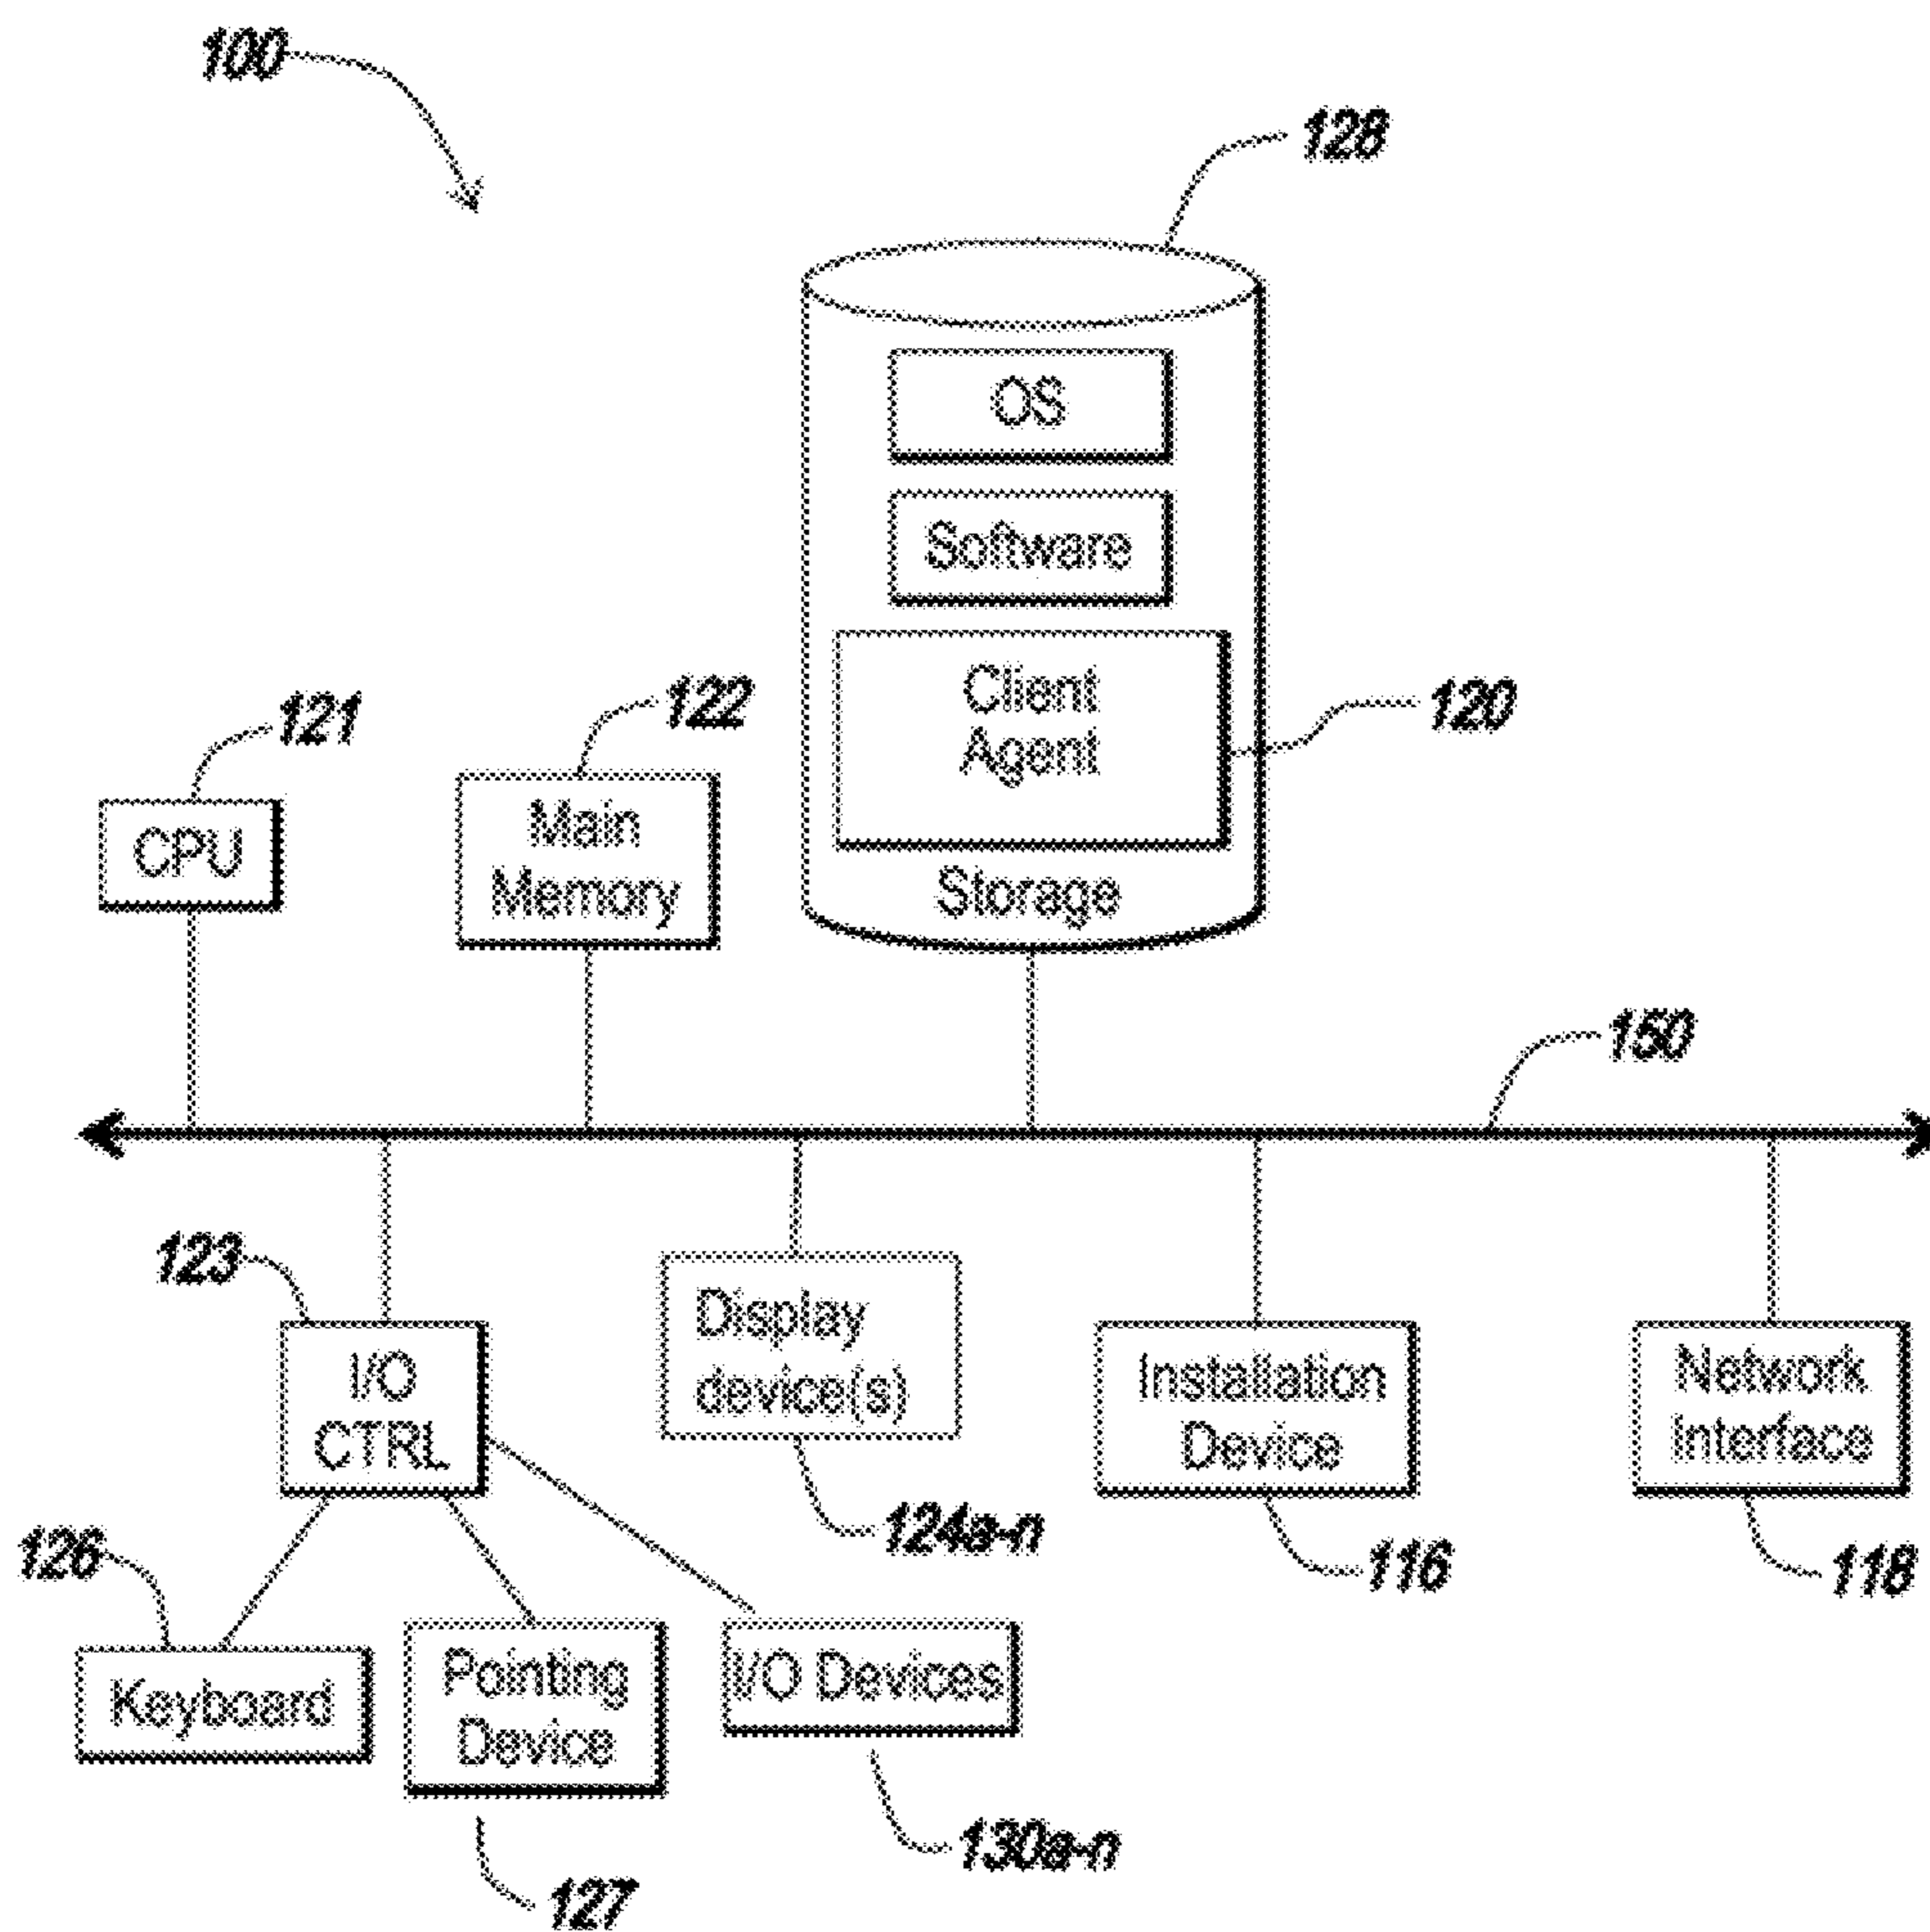 100
128
OS
Software
Client
Agent
120
Storage
121
CPU
122
Main
Memory
150
123
I/O
CTRL
Display
device(s)
124a-n
Installation
Device
116
Network
Interface
118
126
Keyboard
Pointing
Device
127
I/O Devices
130a-n